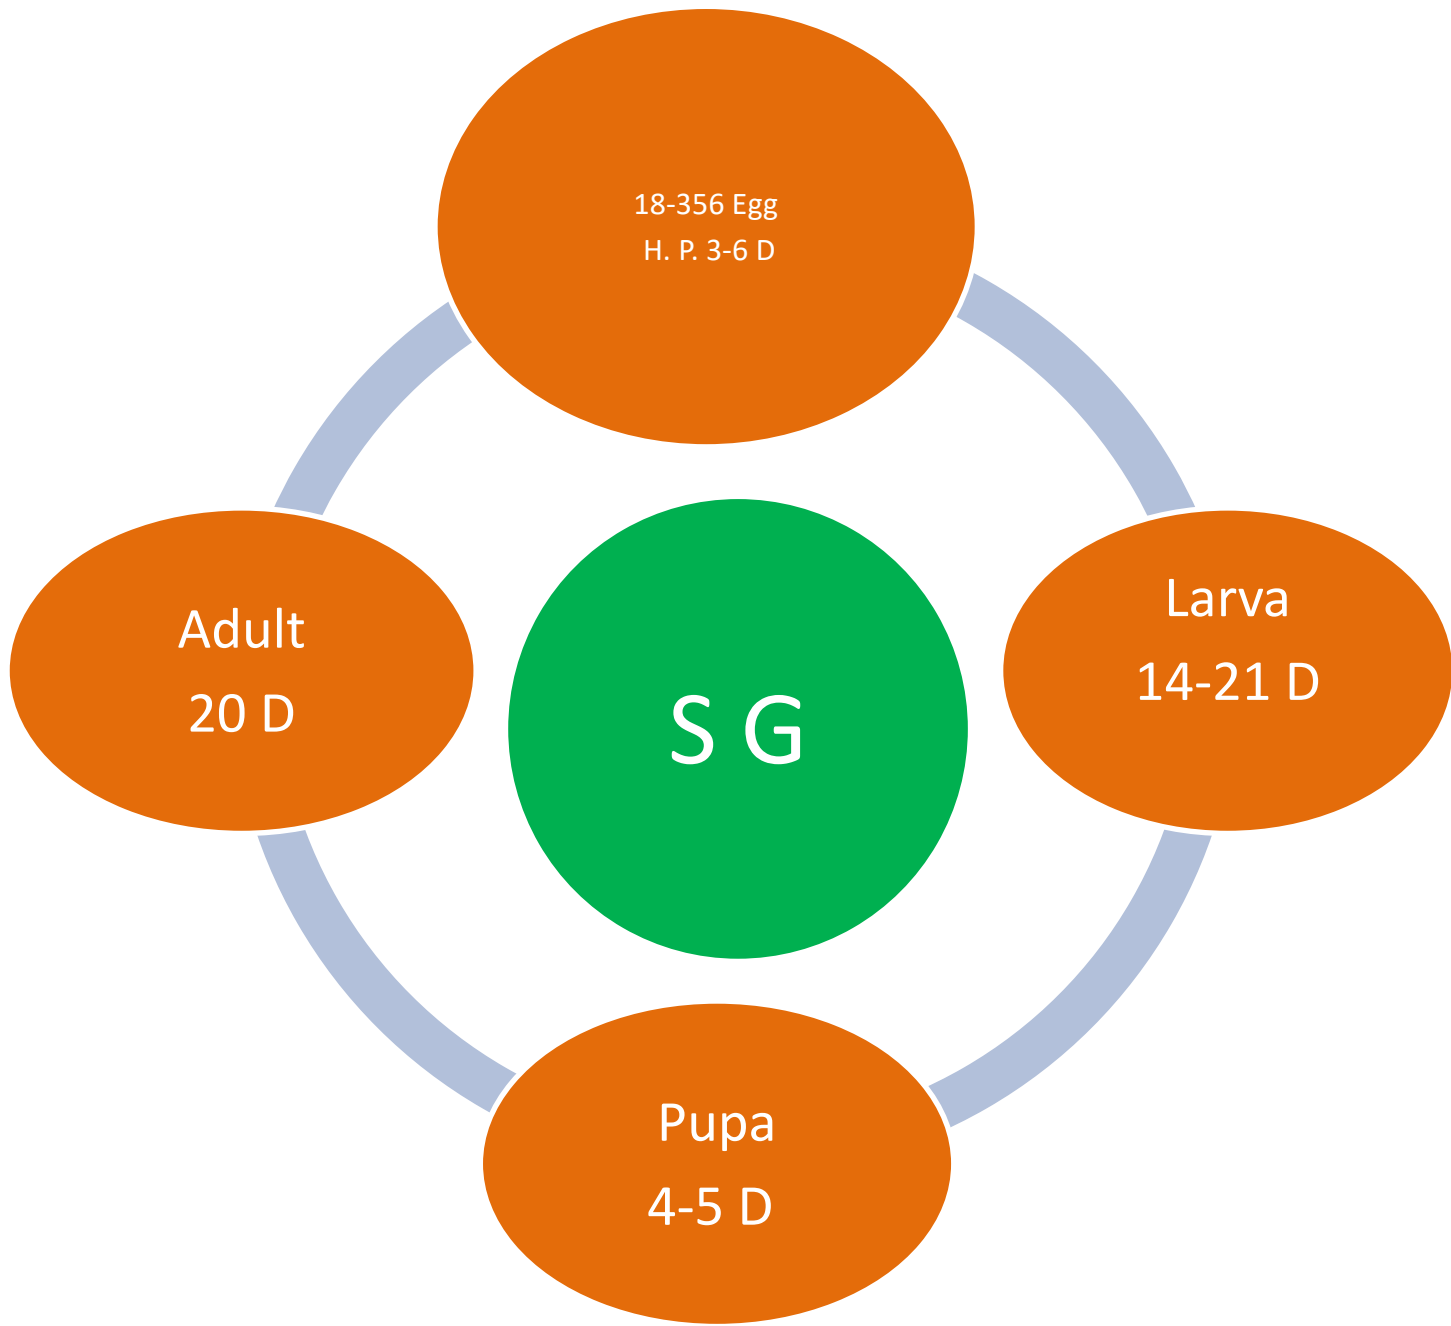 18-356 Egg
H. P. 3-6 D
Larva
14-21 D
Pupa
4-5 D
Adult
20 D
S G